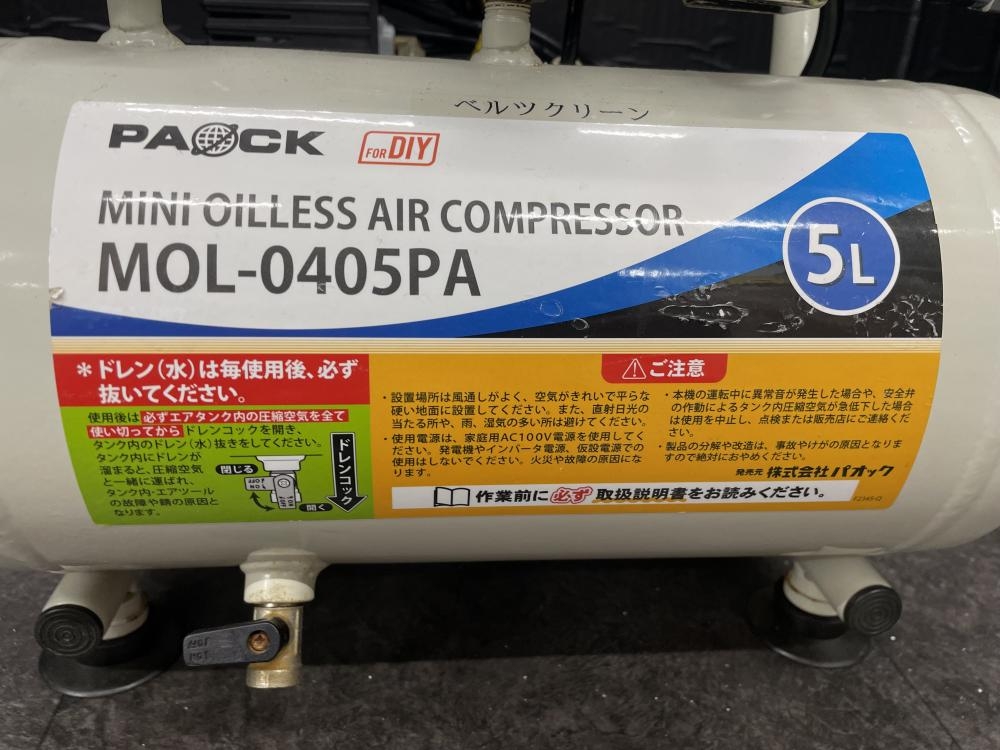 ベルツクリーン
PAOCK
FOR DIY
MINI OILLESS AIR COMPRESSOR
MOL-0405PA
5L
＊ドレン（水）は毎使用後、必ず
抜いてください。
使用後は必ずエアタンク内の圧縮空気を全て
使い切ってからドレンコックを開き、
タンク内のドレン（水）抜きをしてください。
タンク内にドレンが
溜まると、圧縮空気
と一緒に運ばれ、
タンク内・エアツール
の故障や錆の原因と
なります。
閉じる
OFF
ON
開く
ドレンコック
ご注意
・設置場所は風通しがよく、空気がきれいで平らな
硬い地面に設置してください。また、直射日光の
当たる所や、雨、湿気の多い所は避けてください。
・使用電源は、家庭用AC100V電源を使用してく
ださい。発電機やインバータ電源、仮設電源での
使用はしないでください。火災や故障の原因にな
ります。
・本機の運転中に異常音が発生した場合や、安全弁
の作動によるタンク内圧縮空気が急低下した場合
は使用を中止し、点検または販売店にご連絡くだ
さい。
・製品の分解や改造は、事故やけがの原因となりま
すので絶対におやめください。
発売元 株式会社 パオック
作業前に必ず取扱説明書をお読みください。
F2345-Q
OFF
ON